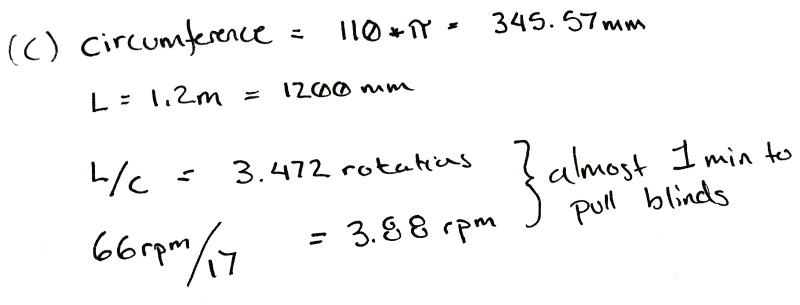 (C) Circumference = 110 * π = 345.57mm
L = 1.2m = 1200 mm
L/C = 3.472 rotations } almost 1 min to
66rpm/17 = 3.88 rpm pull blinds